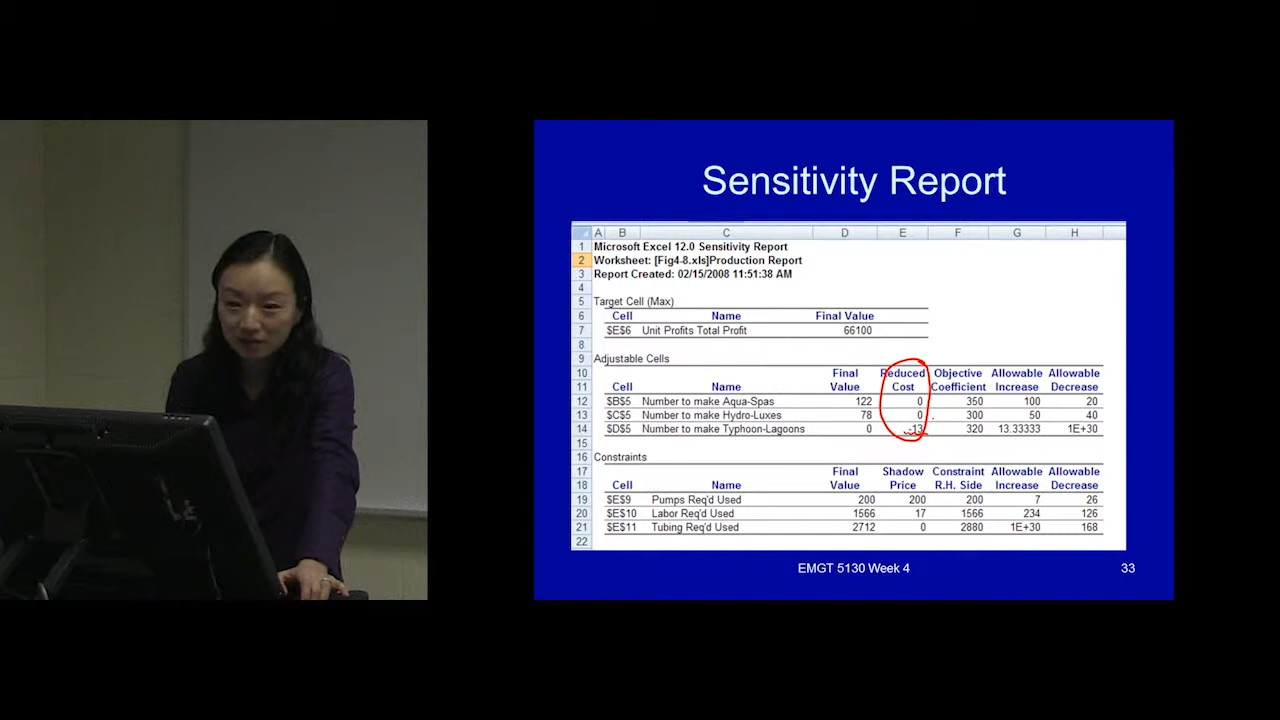 Sensitivity Report
A B C D E F G H
1 Microsoft Excel 12.0 Sensitivity Report
2 Worksheet: [Fig4-8.xls]Production Report
3 Report Created: 02/15/2008 11:51:38 AM
4
5 Target Cell (Max)
6 Cell Name Final Value
7 $E$6 Unit Profits Total Profit 66100
8
9 Adjustable Cells
10 Final Reduced Objective Allowable Allowable
11 Cell Name Value Cost Coefficient Increase Decrease
12 $B$5 Number to make Aqua-Spas 122 0 350 100 20
13 $C$5 Number to make Hydro-Luxes 78 0 300 50 40
14 $D$5 Number to make Typhoon-Lagoons 0 -13 320 13.33333 1E+30
15
16 Constraints
17 Final Shadow Constraint Allowable Allowable
18 Cell Name Value Price R.H. Side Increase Decrease
19 $E$9 Pumps Req'd Used 200 200 200 7 26
20 $E$10 Labor Req'd Used 1566 17 1566 234 126
21 $E$11 Tubing Req'd Used 2712 0 2880 1E+30 168
22
EMGT 5130 Week 4 33